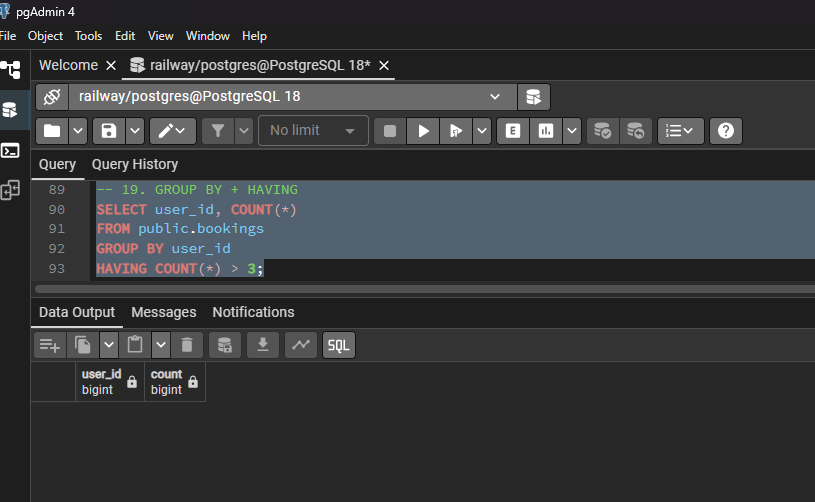 pgAdmin 4
File Object Tools Edit View Window Help
Welcome railway/postgres@PostgreSQL 18*
railway/postgres@PostgreSQL 18
No limit
E
Query Query History
89 -- 19. GROUP BY + HAVING
90 SELECT user_id, COUNT(*)
91 FROM public.bookings
92 GROUP BY user_id
93 HAVING COUNT(*) > 3;
Data Output Messages Notifications
SQL
user_id count
bigint bigint